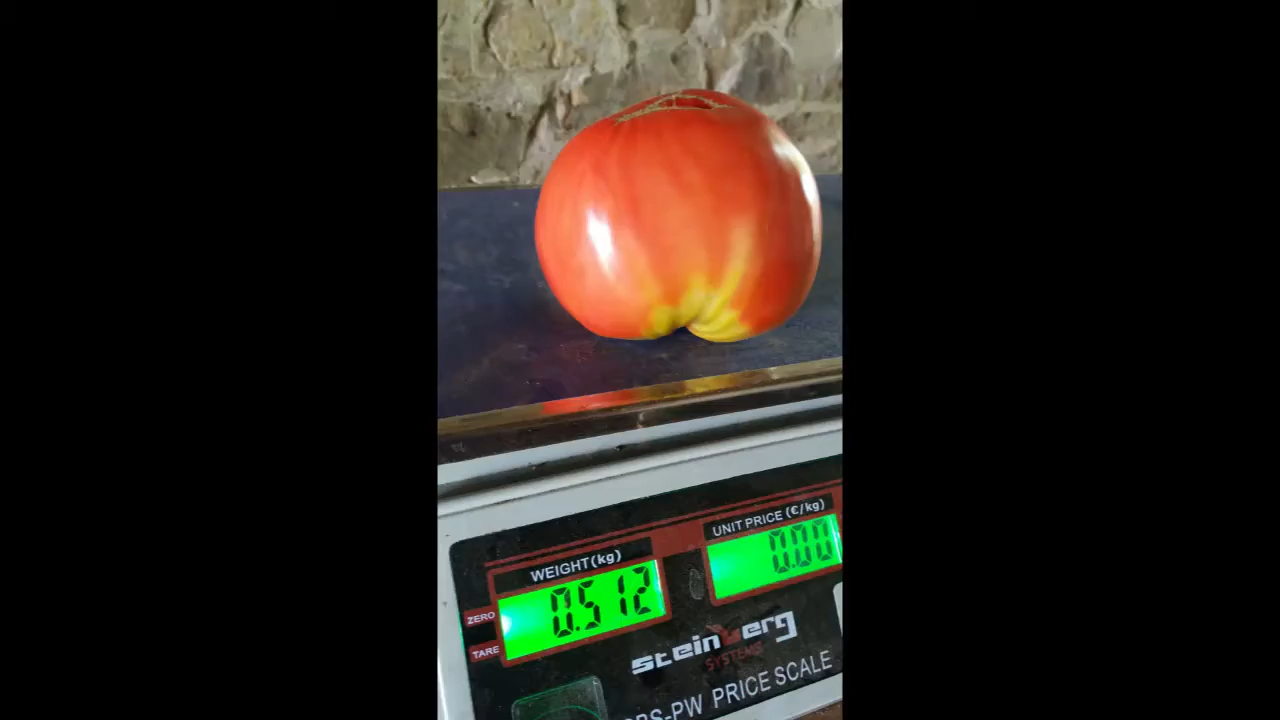 WEIGHT(kg)
UNIT PRICE (€/kg)
0.512
0.00
ZERO
TARE
steinberg
SYSTEMS
PRICE SCALE